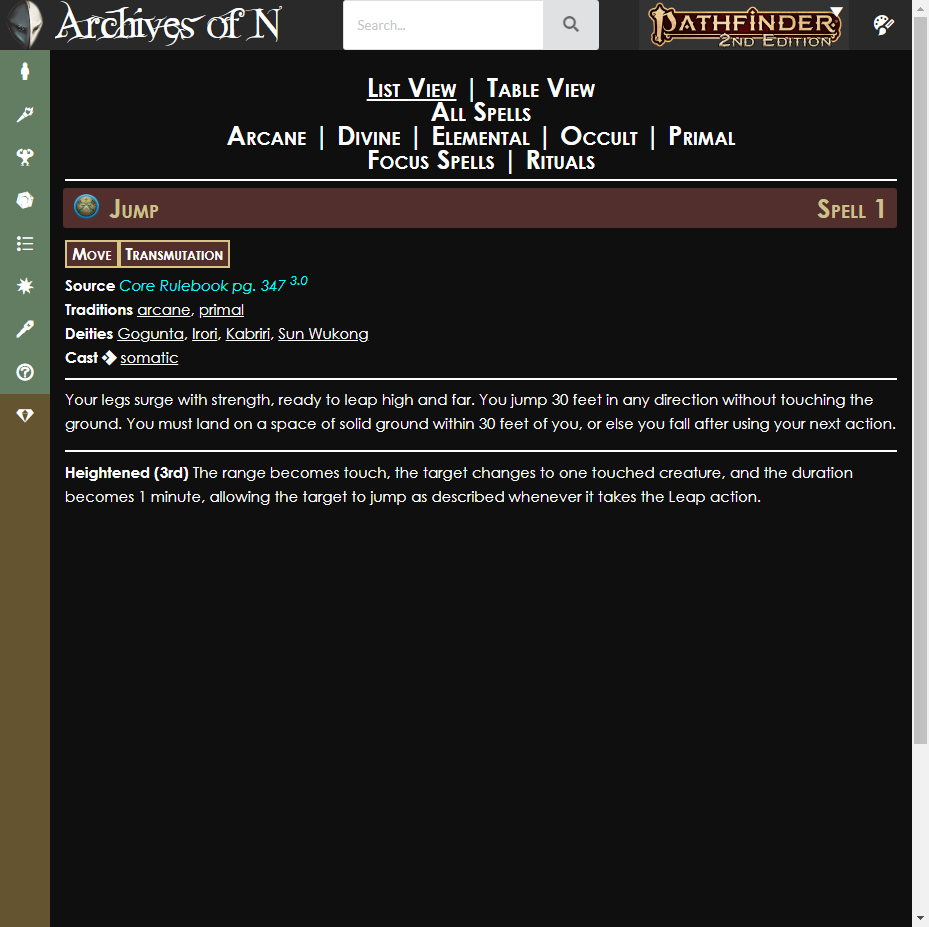 Archives of N
Search...
PATHFINDER
2ND EDITION
List View | Table View
All Spells
Arcane | Divine | Elemental | Occult | Primal
Focus Spells | Rituals
Jump Spell 1
Move Transmutation
Source Core Rulebook pg. 347 3.0
Traditions arcane, primal
Deities Gogunta, Irori, Kabriri, Sun Wukong
Cast somatic
Your legs surge with strength, ready to leap high and far. You jump 30 feet in any direction without touching the
ground. You must land on a space of solid ground within 30 feet of you, or else you fall after using your next action.
Heightened (3rd) The range becomes touch, the target changes to one touched creature, and the duration
becomes 1 minute, allowing the target to jump as described whenever it takes the Leap action.